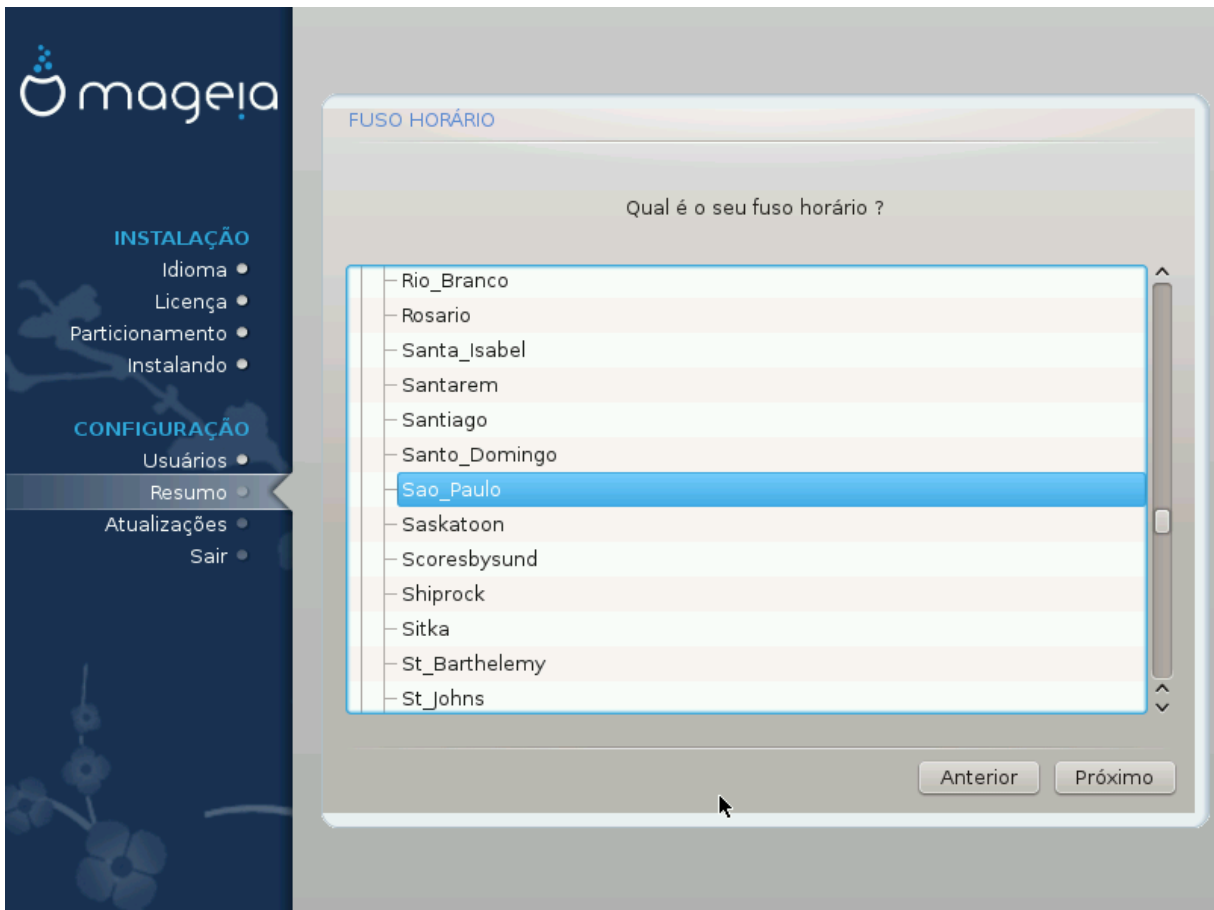 mageia
INSTALAÇÃO
Idioma
Licença
Particionamento
Instalando
CONFIGURAÇÃO
Usuários
Resumo
Atualizações
Sair
FUSO HORÁRIO
Qual é o seu fuso horário ?
Rio_Branco
Rosario
Santa_Isabel
Santarem
Santiago
Santo_Domingo
Sao_Paulo
Saskatoon
Scoresbysund
Shiprock
Sitka
St_Barthelemy
St_Johns
Anterior
Próximo